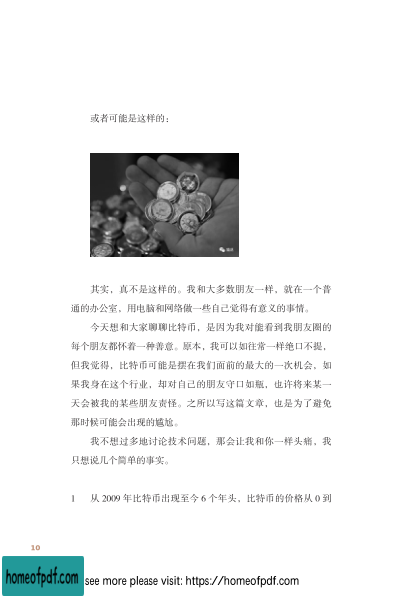 或者可能是这样的：
其实，真不是这样的。我和大多数朋友一样，就在一个普
通的办公室，用电脑和网络做一些自己觉得有意义的事情。
今天想和大家聊聊比特币，是因为我对能看到我朋友圈的
每个朋友都怀着一种善意。原本，我可以如往常一样绝口不提，
但我觉得，比特币可能是摆在我们面前的最大的一次机会，如
果我身在这个行业，却对自己的朋友守口如瓶，也许将来某一
天会被我的某些朋友责怪。之所以写这篇文章，也是为了避免
那时候可能会出现的尴尬。
我不想过多地讨论技术问题，那会让我和你一样头痛，我
只想说几个简单的事实。
1 从 2009 年比特币出现至今 6 个年头，比特币的价格从 0 到
10
homeofpdf.com
see more please visit: https://homeofpdf.com